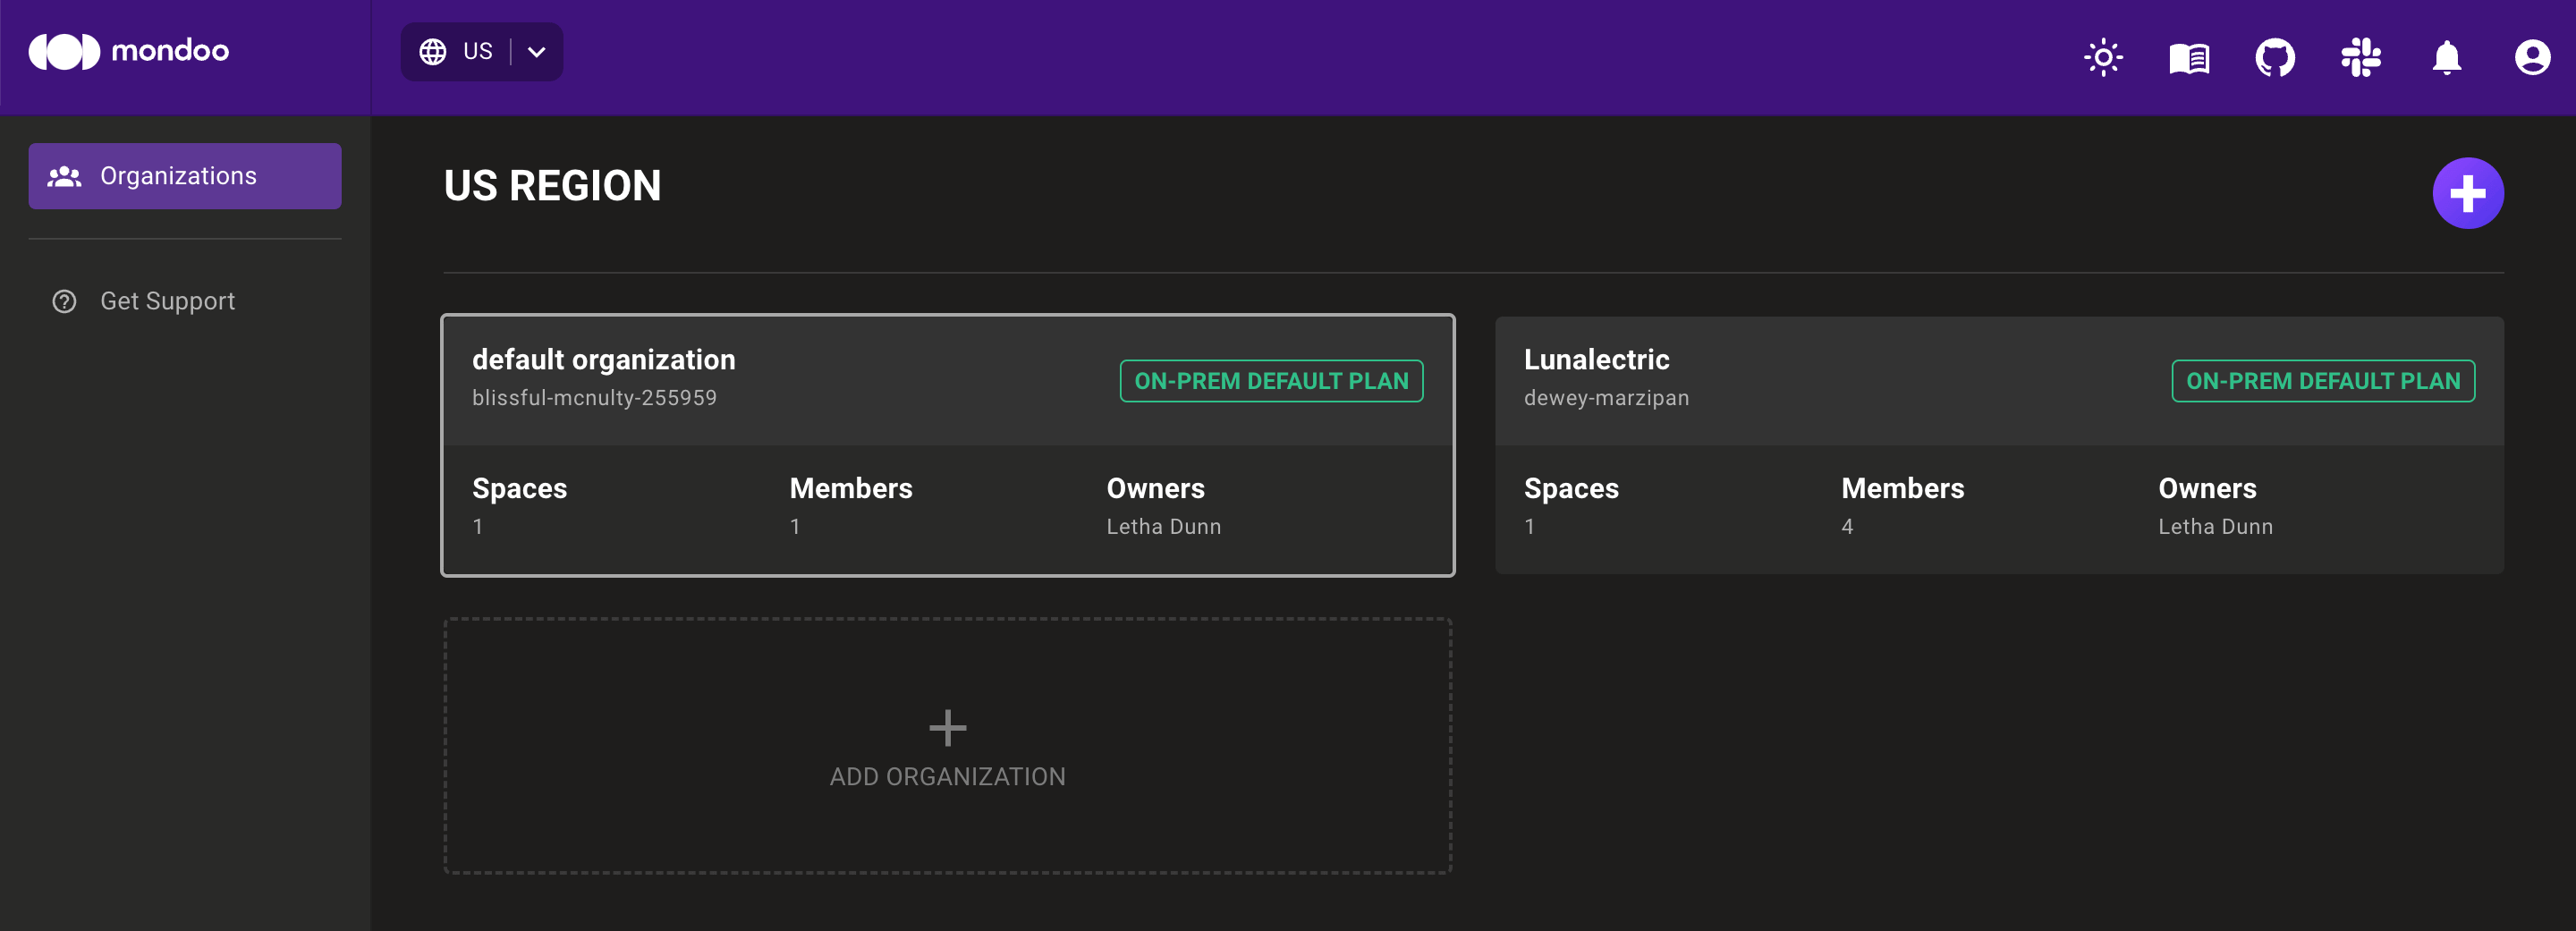 mondoo
US
Organizations
Get Support
US REGION
default organization
blissful-mcnulty-255959
ON-PREM DEFAULT PLAN
Spaces
1
Members
1
Owners
Letha Dunn
Lunalectric
dewey-marzipan
ON-PREM DEFAULT PLAN
Spaces
1
Members
4
Owners
Letha Dunn
ADD ORGANIZATION